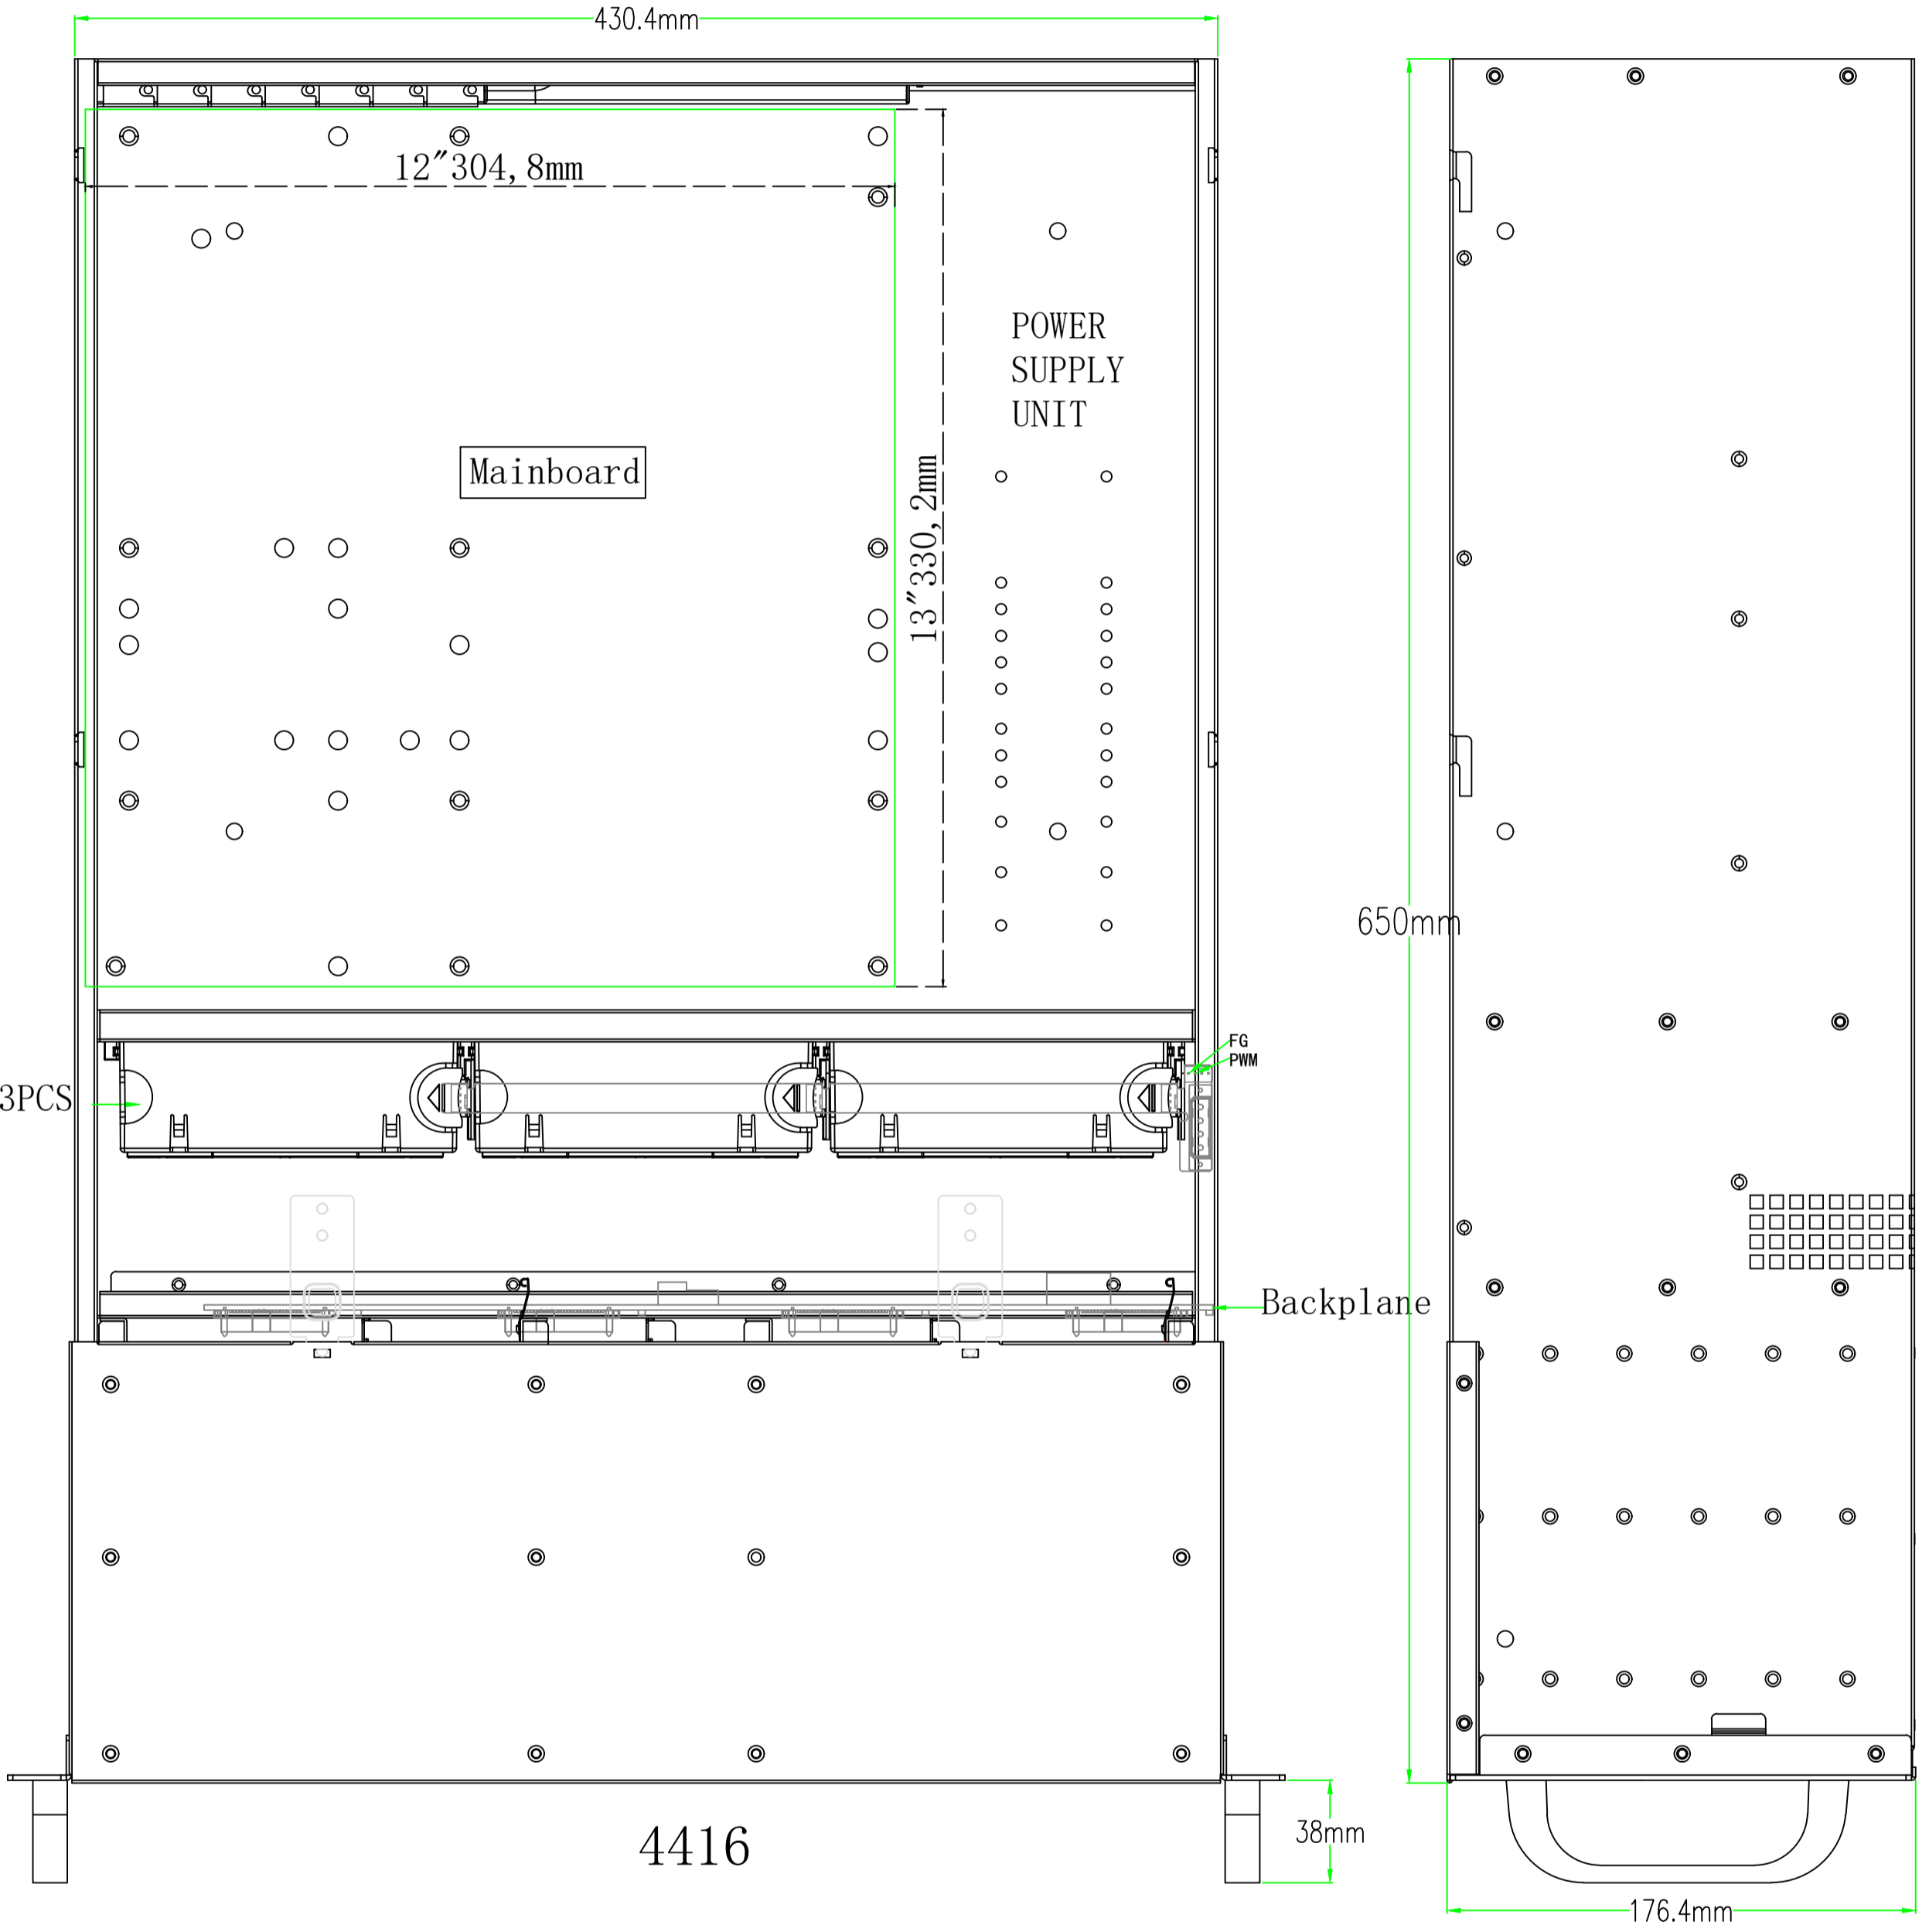 430.4mm
12"304,8mm
POWER
SUPPLY
UNIT
Mainboard
13"330,2mm
650mm
FG
PWM
3PCS
Backplane
4416
38mm
176.4mm